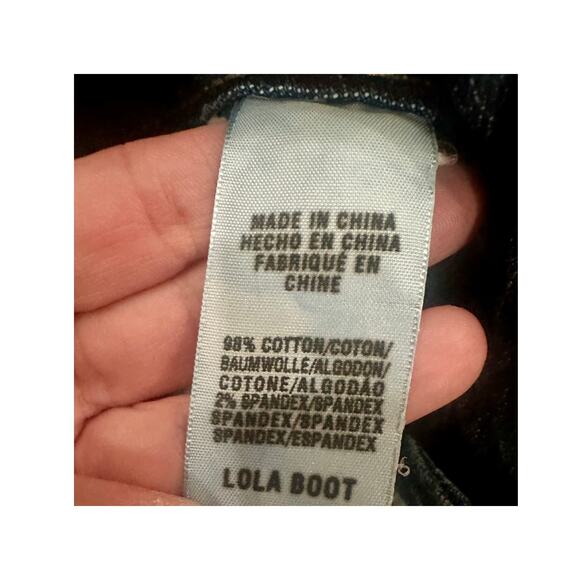 MADE IN CHINA
HECHO EN CHINA
FABRIQUÉ EN
CHINE
98% COTTON/COTON/
BAUMWOLLE/ALGODON/
COTONE/ALGODÃO
2% SPANDEX/SPANDEX
SPANDEX/SPANDEX
SPANDEX/ESPANDEX
LOLA BOOT